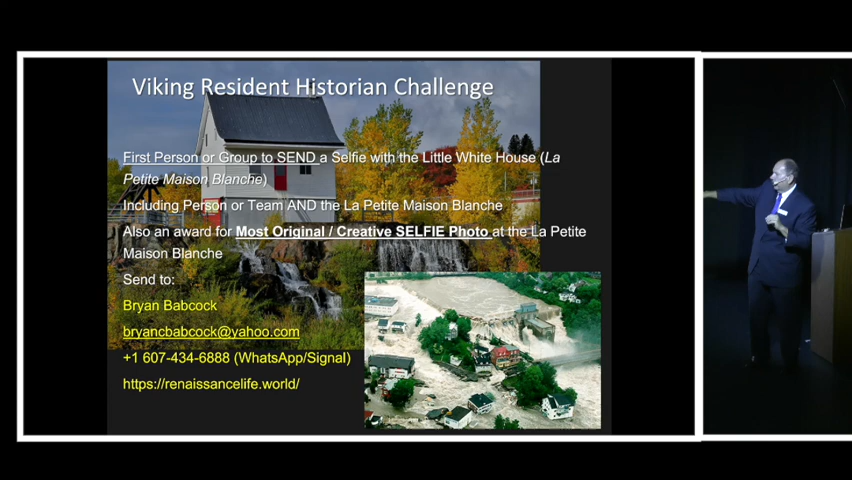 Viking Resident Historian Challenge
First Person or Group to SEND a Selfie with the Little White House (La
Petite Maison Blanche)
Including Person or Team AND the La Petite Maison Blanche
Also an award for Most Original / Creative SELFIE Photo at the La Petite
Maison Blanche
Send to:
Bryan Babcock
bryancbabcock@yahoo.com
+1 607-434-6888 (WhatsApp/Signal)
https://renaissancelife.world/